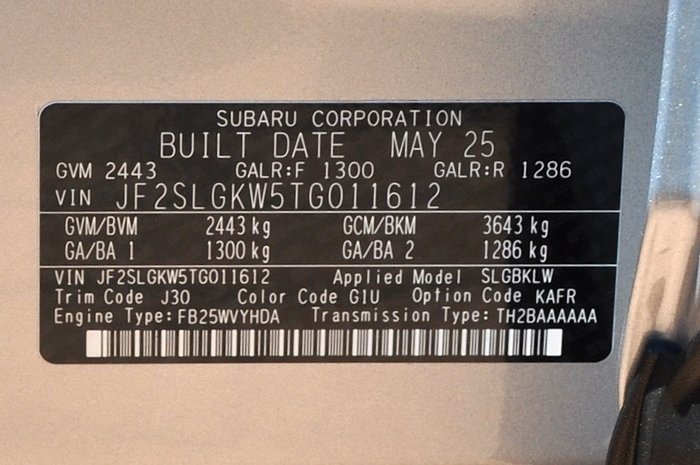 SUBARU CORPORATION
BUILT DATE MAY 25
GVM 2443 GALR:F 1300 GALR:R 1286
VIN JF2SLGKW5TG011612
GVM/BVM 2443 kg GCM/BKM 3643 kg
GA/BA 1 1300 kg GA/BA 2 1286 kg
VIN JF2SLGKW5TG011612 Applied Model SLGBKLW
Trim Code J30 Color Code G1U Option Code KAFR
Engine Type:FB25WVYHDA Transmission Type:TH2BAAAAAA